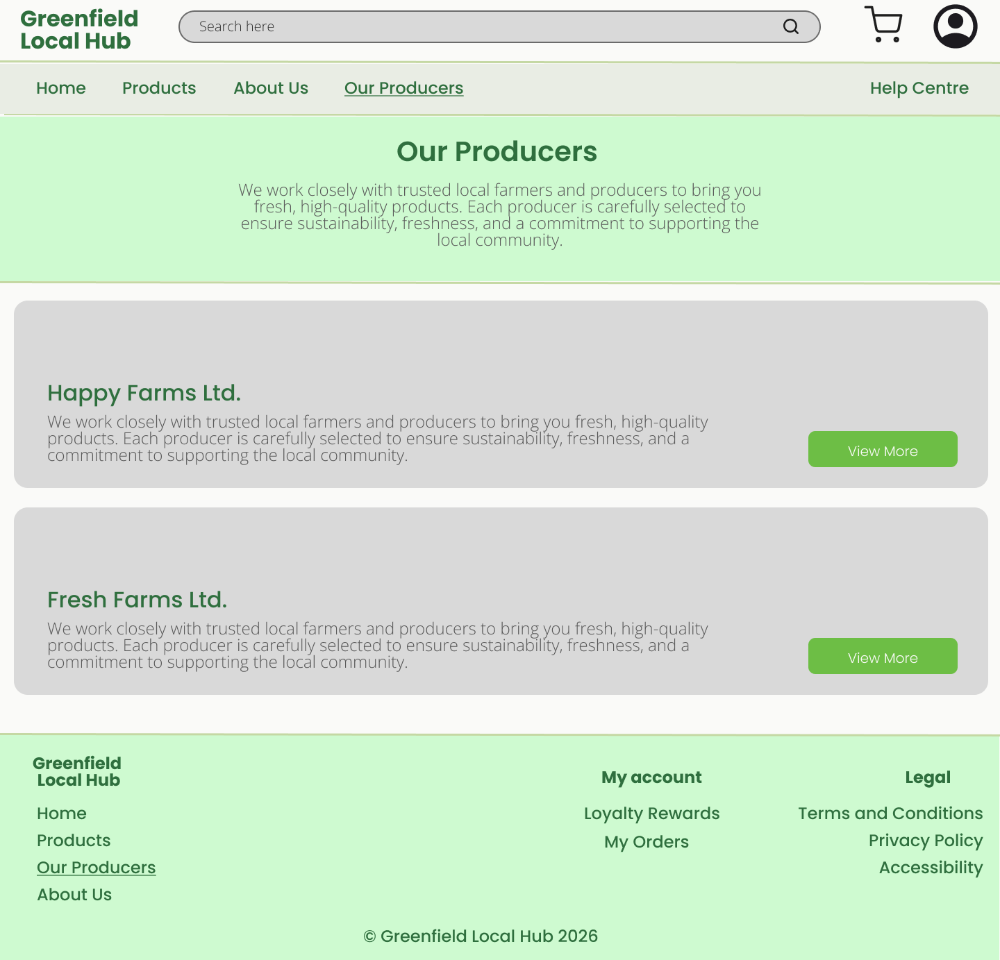 Greenfield
Local Hub
Search here
Home Products About Us Our Producers Help Centre
Our Producers
We work closely with trusted local farmers and producers to bring you
fresh, high-quality products. Each producer is carefully selected to
ensure sustainability, freshness, and a commitment to supporting the
local community.
Happy Farms Ltd.
We work closely with trusted local farmers and producers to bring you fresh, high-quality
products. Each producer is carefully selected to ensure sustainability, freshness, and a
commitment to supporting the local community.
View More
Fresh Farms Ltd.
We work closely with trusted local farmers and producers to bring you fresh, high-quality
products. Each producer is carefully selected to ensure sustainability, freshness, and a
commitment to supporting the local community.
View More
Greenfield
Local Hub
Home
Products
Our Producers
About Us
My account
Loyalty Rewards
My Orders
Legal
Terms and Conditions
Privacy Policy
Accessibility
© Greenfield Local Hub 2026